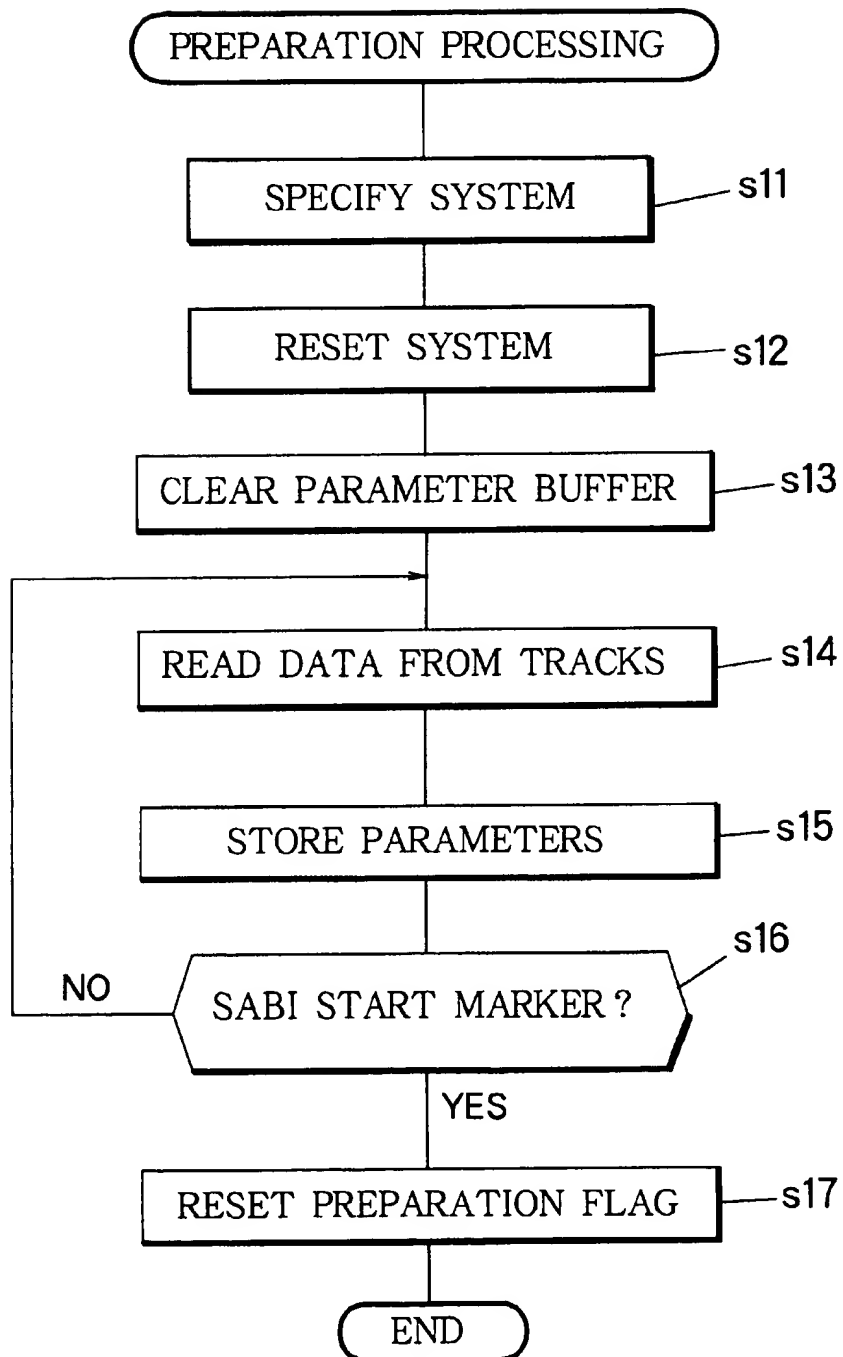 PREPARATION PROCESSING
SPECIFY SYSTEM
s11
RESET SYSTEM
s12
CLEAR PARAMETER BUFFER
s13
READ DATA FROM TRACKS
s14
STORE PARAMETERS
s15
SABI START MARKER ?
s16
NO
YES
RESET PREPARATION FLAG
s17
END